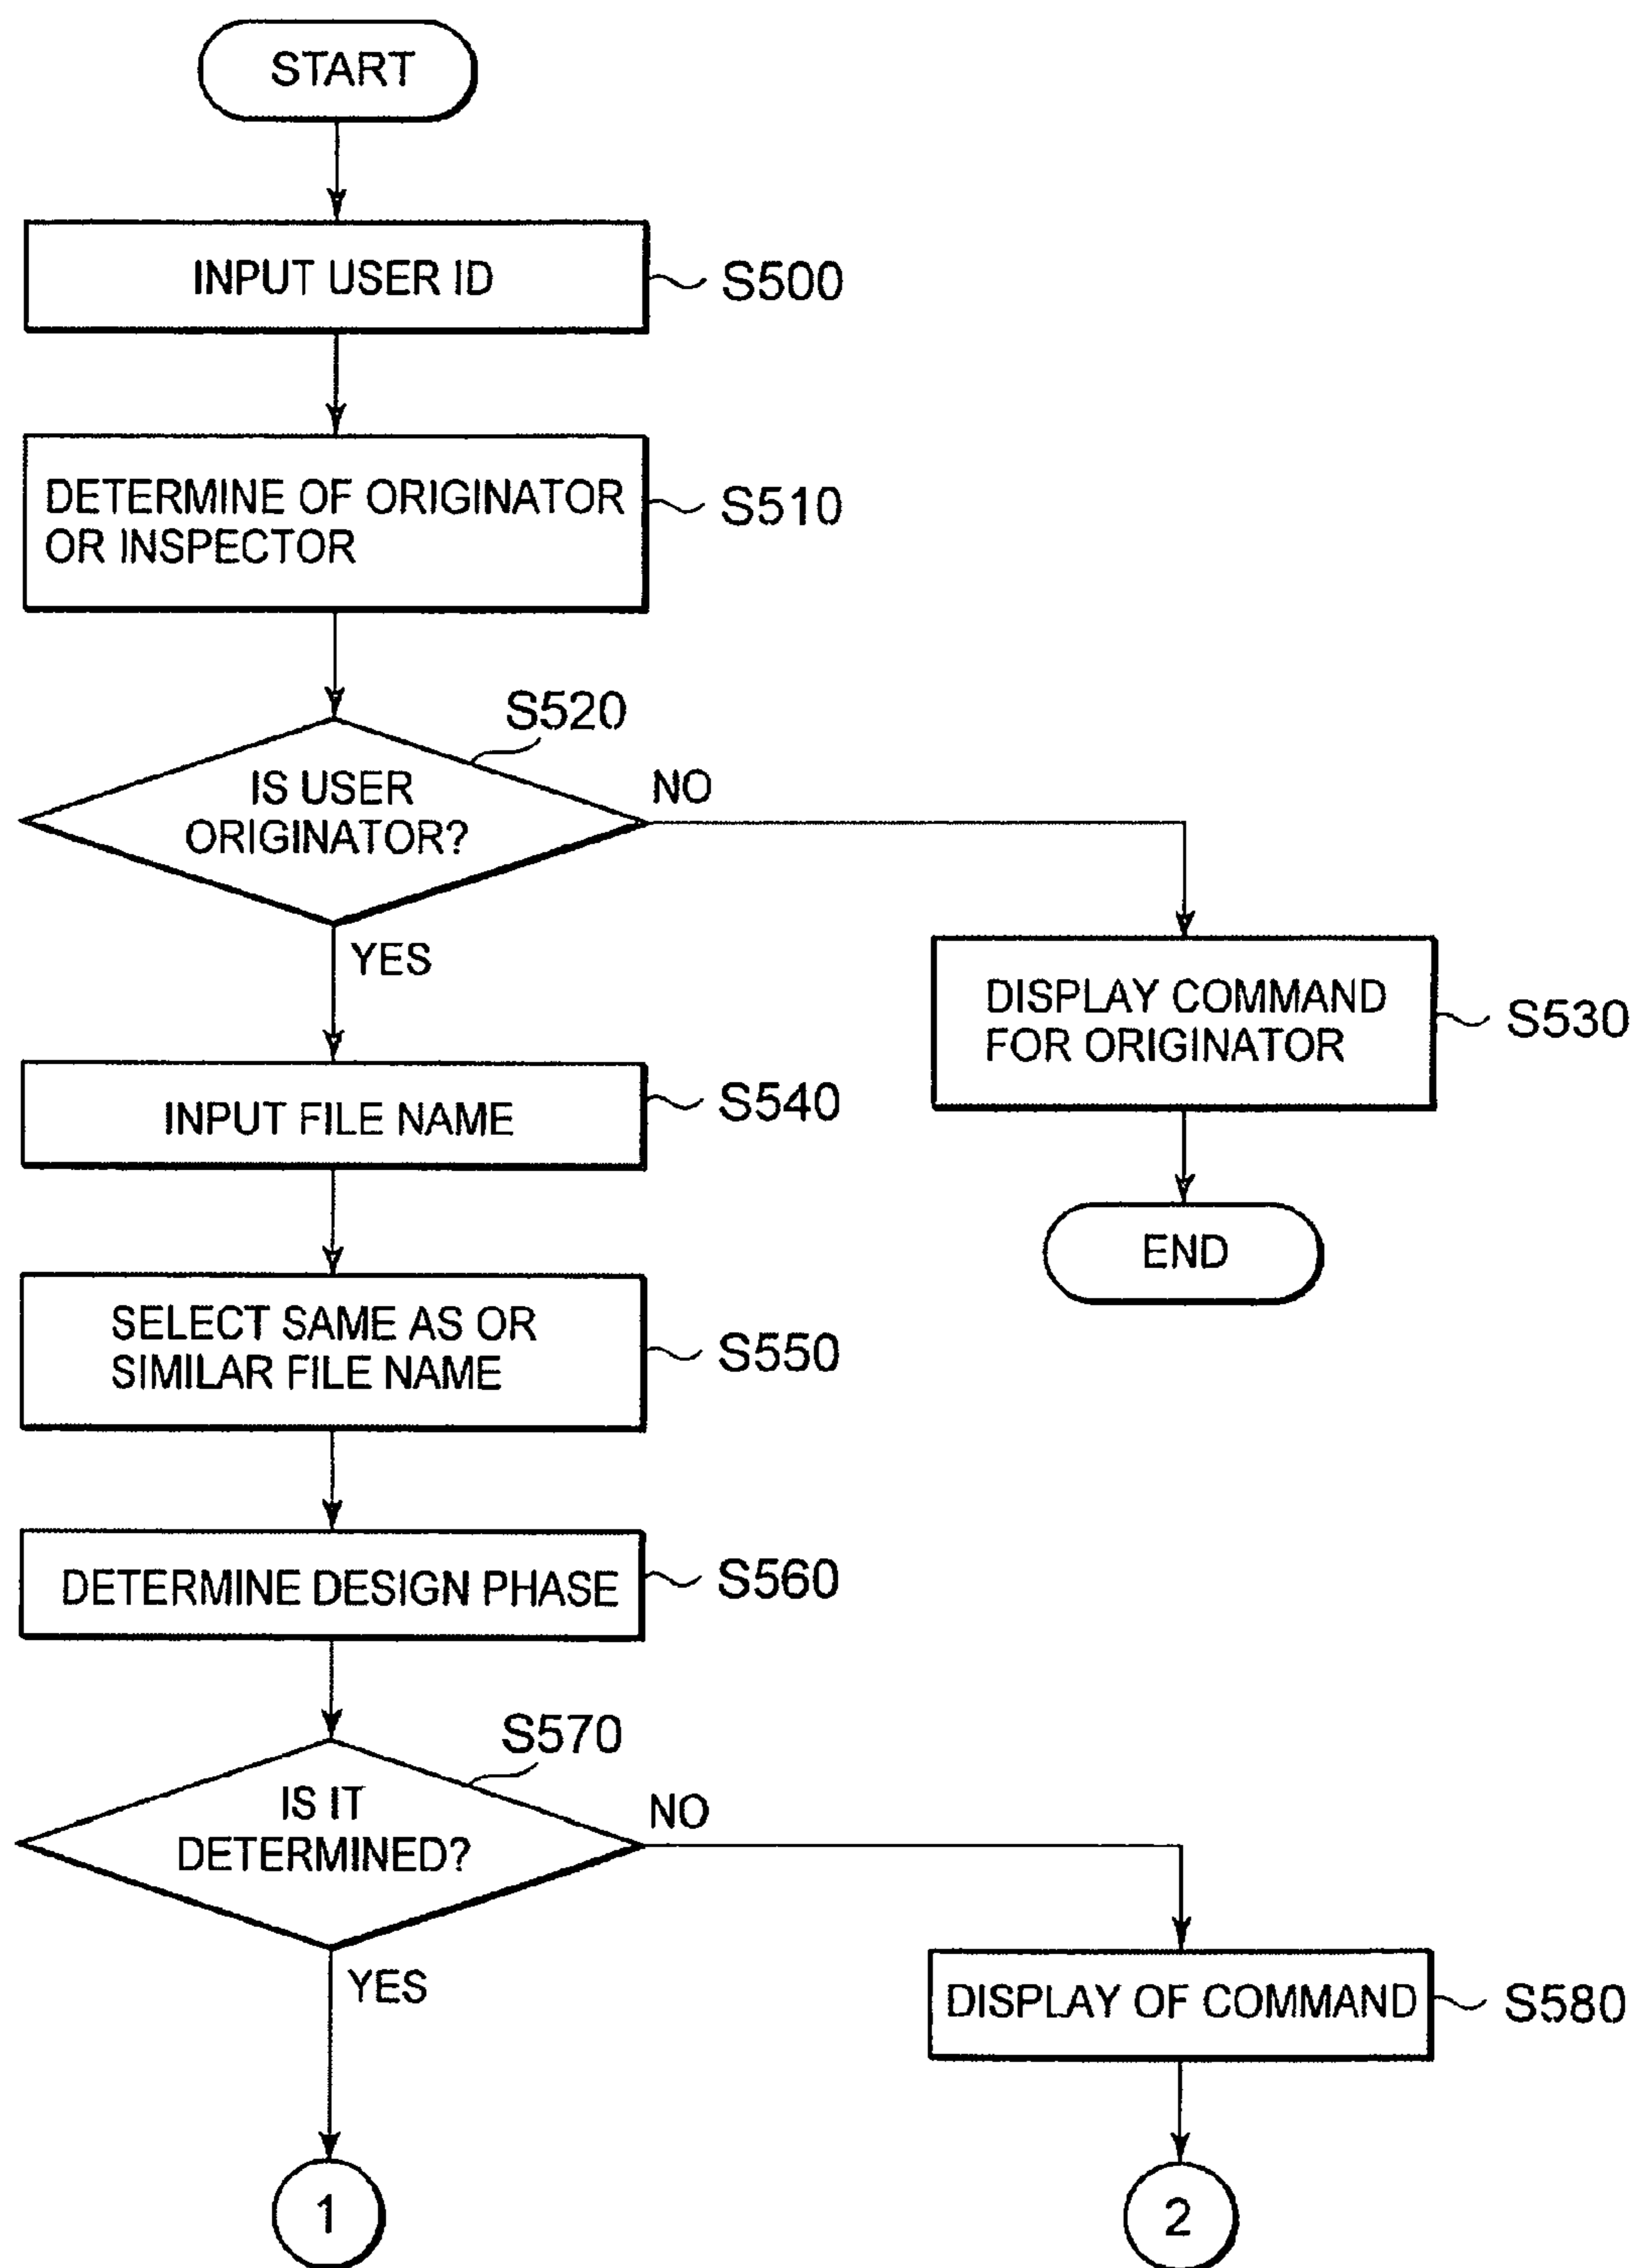 START
INPUT USER ID
S500
DETERMINE OF ORIGINATOR
OR INSPECTOR
S510
S520
IS USER
ORIGINATOR?
NO
YES
DISPLAY COMMAND
FOR ORIGINATOR
S530
INPUT FILE NAME
S540
END
SELECT SAME AS OR
SIMILAR FILE NAME
S550
DETERMINE DESIGN PHASE
S560
S570
IS IT
DETERMINED?
NO
YES
DISPLAY OF COMMAND
S580
1
2